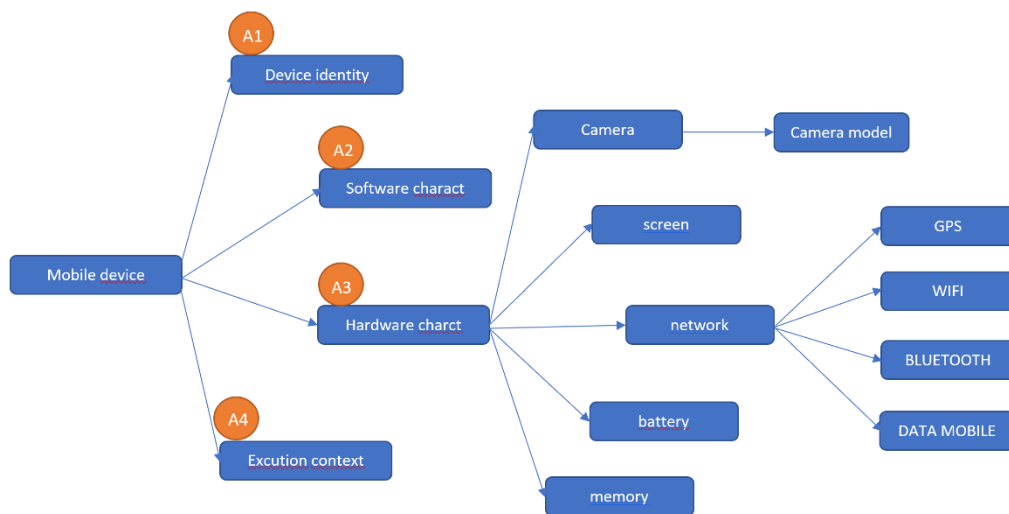 A1
Device identity
A2
Software charact
Mobile device
A3
Hardware charct
A4
Excution context
Camera
Camera model
screen
network
battery
memory
GPS
WIFI
BLUETOOTH
DATA MOBILE